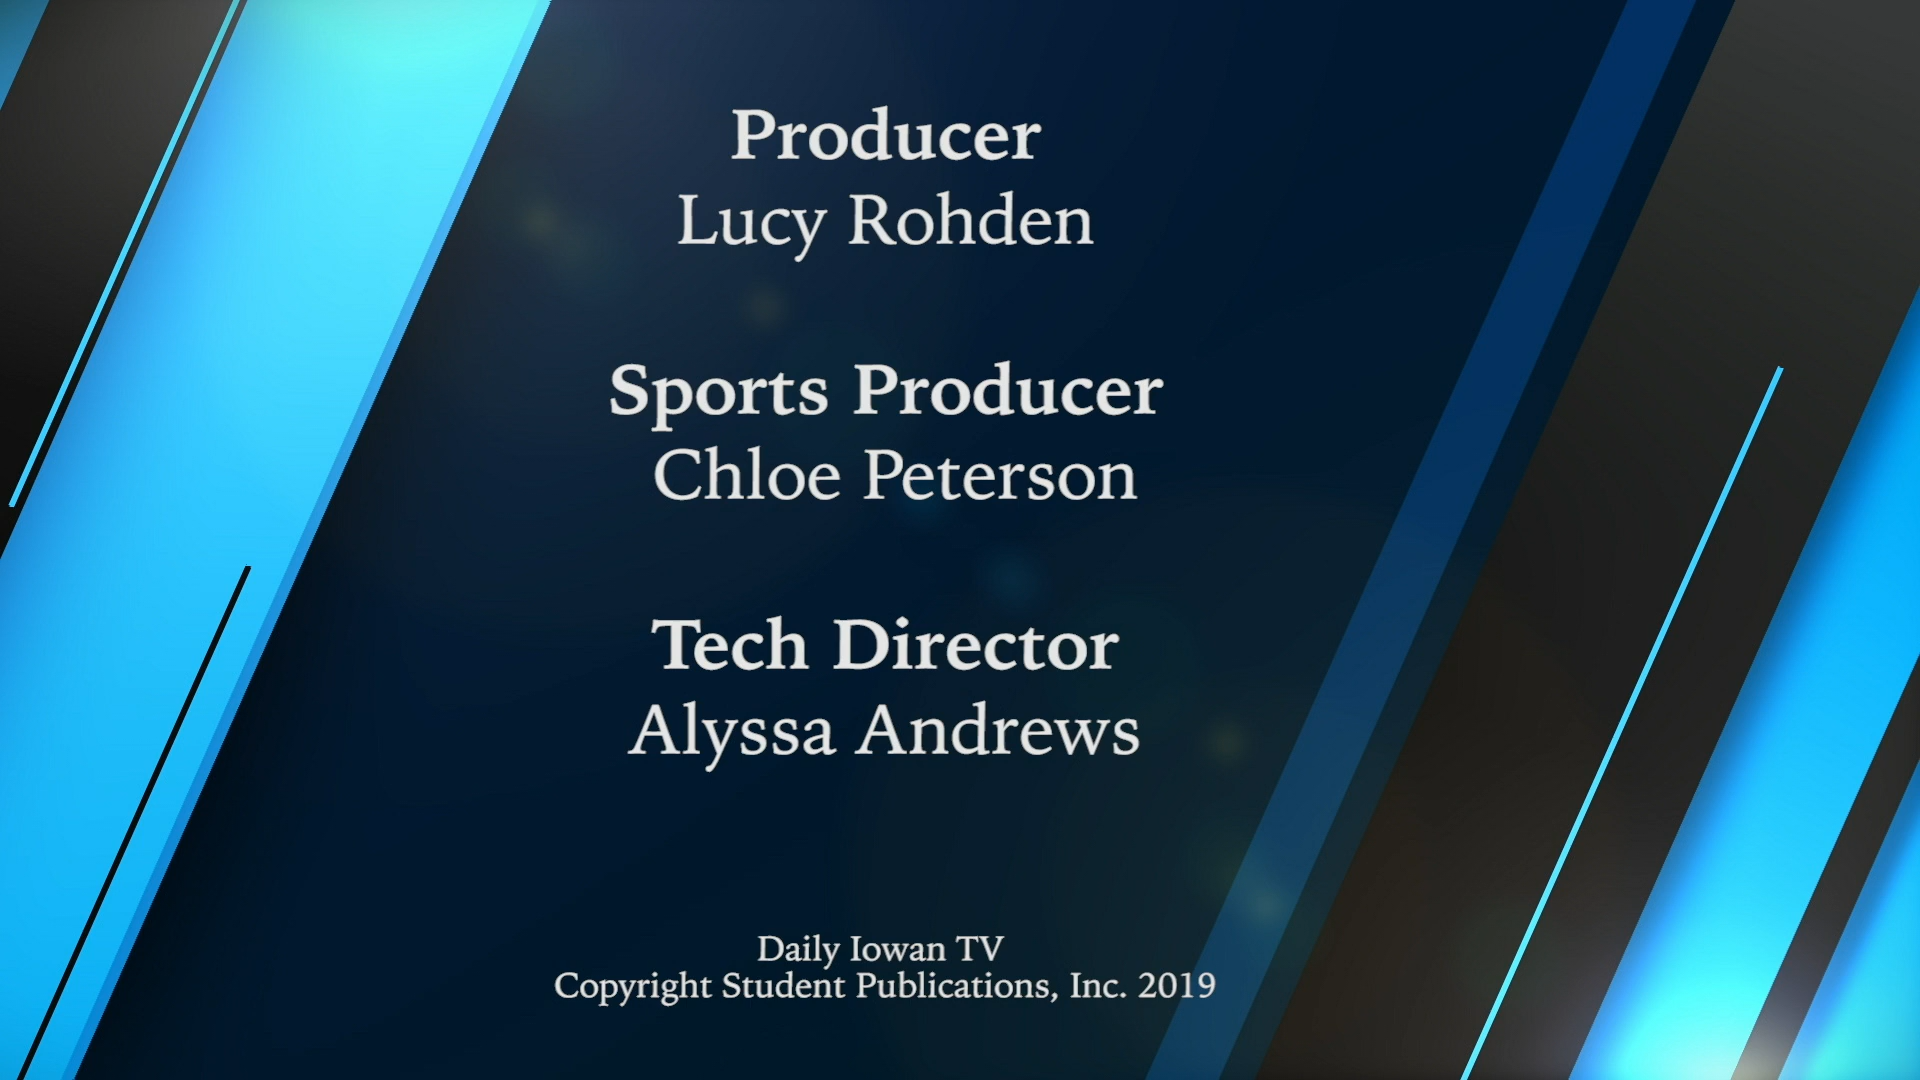 Producer
Lucy Rohden
Sports Producer
Chloe Peterson
Tech Director
Alyssa Andrews
Daily Iowan TV
Copyright Student Publications, Inc. 2019